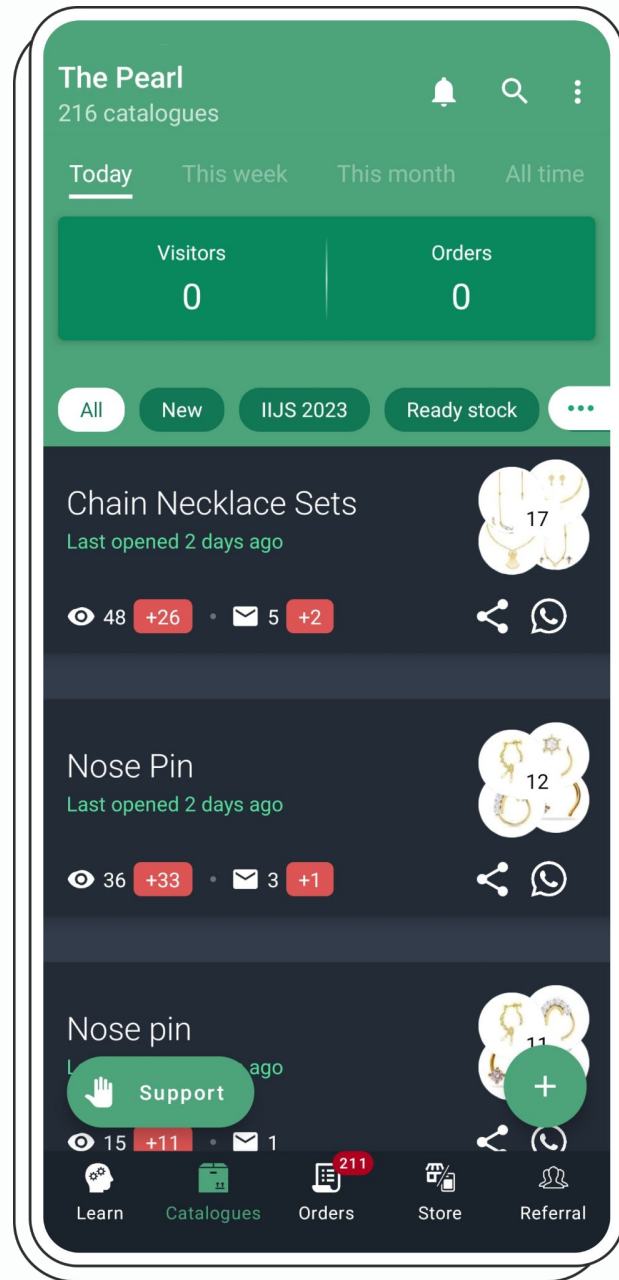 The Pearl
216 catalogues
Today This week This month All time
Visitors Orders
0 0
All New IIJS 2023 Ready stock
Chain Necklace Sets
Last opened 2 days ago
17
48 +26 • 5 +2
Nose Pin
Last opened 2 days ago
12
36 +33 • 3 +1
Nose pin
ago
11
Support
+
15 +11 • 1
211
Learn Catalogues Orders Store Referral